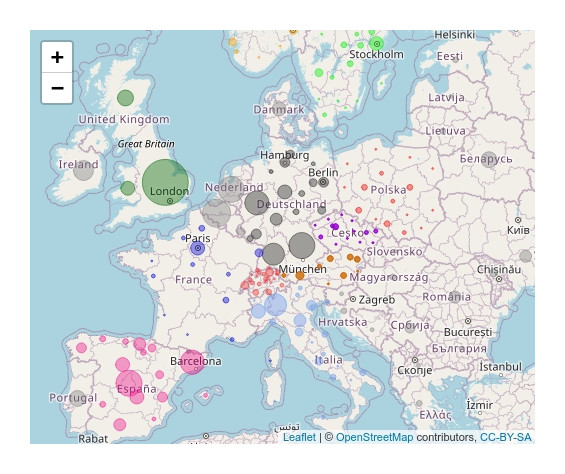 +
−
Helsinki
Stockholm
Eesti
Latvija
Danmark
United Kingdom
Lietuva
Great Britain
Hamburg
Ireland
Беларусь
Berlin
London
Nederland
Polska
Deutschland
Київ
Paris
Česko
Slovensko
München
Chișinău
France
Magyarország
România
Zagreb
Hrvatska
Србија
București
България
Barcelona
Italia
Скопје
Istanbul
España
Portugal
İzmir
Ελλάς
تونس
Rabat
Leaflet | © OpenStreetMap contributors, CC-BY-SA